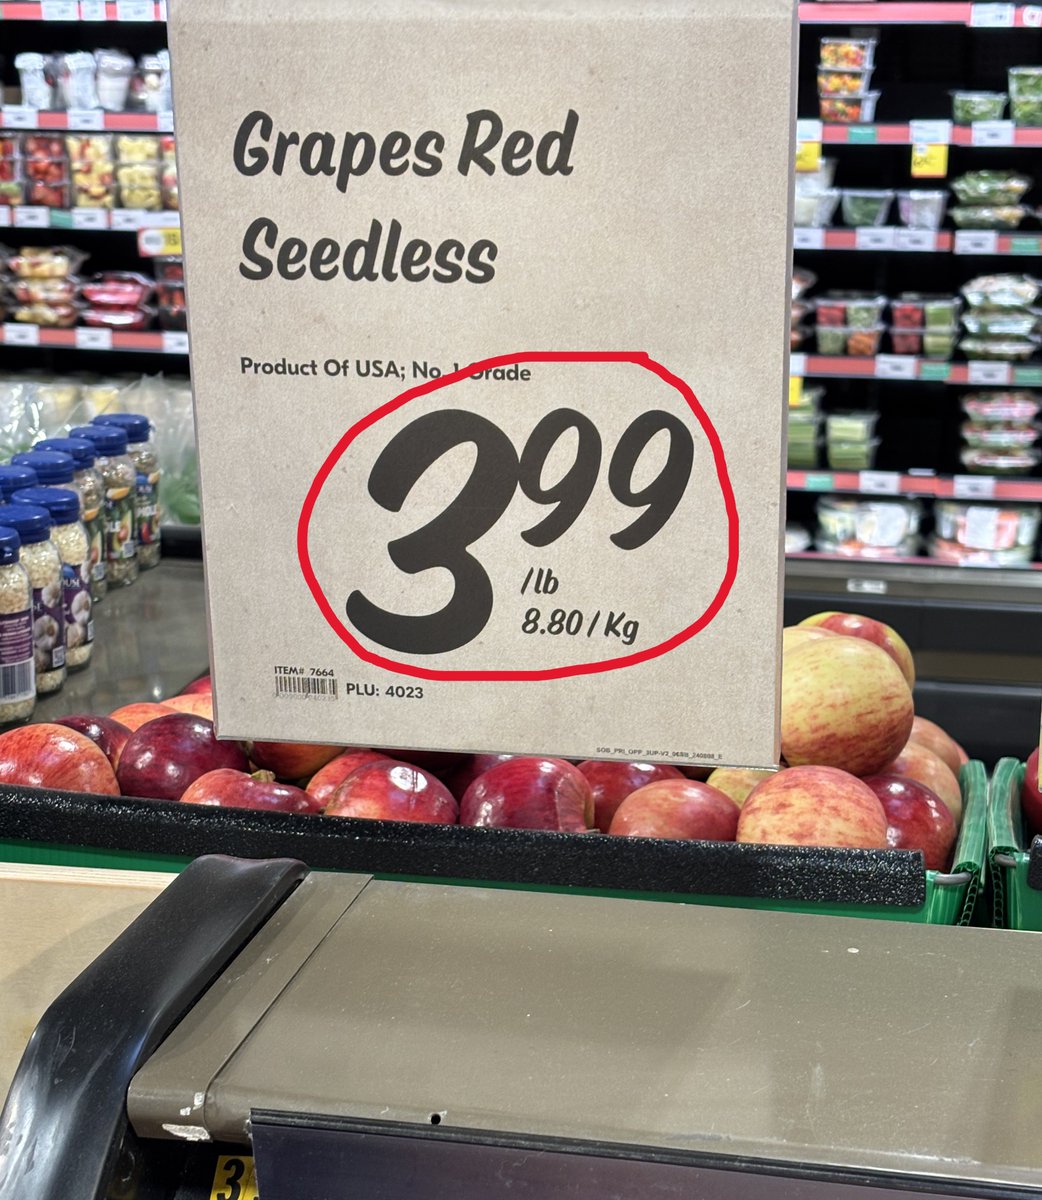 Grapes Red
Seedless
Product Of USA; No. 1 Grade
3.99
/lb
8.80 / Kg
ITEM# 7664
PLU: 4023
3